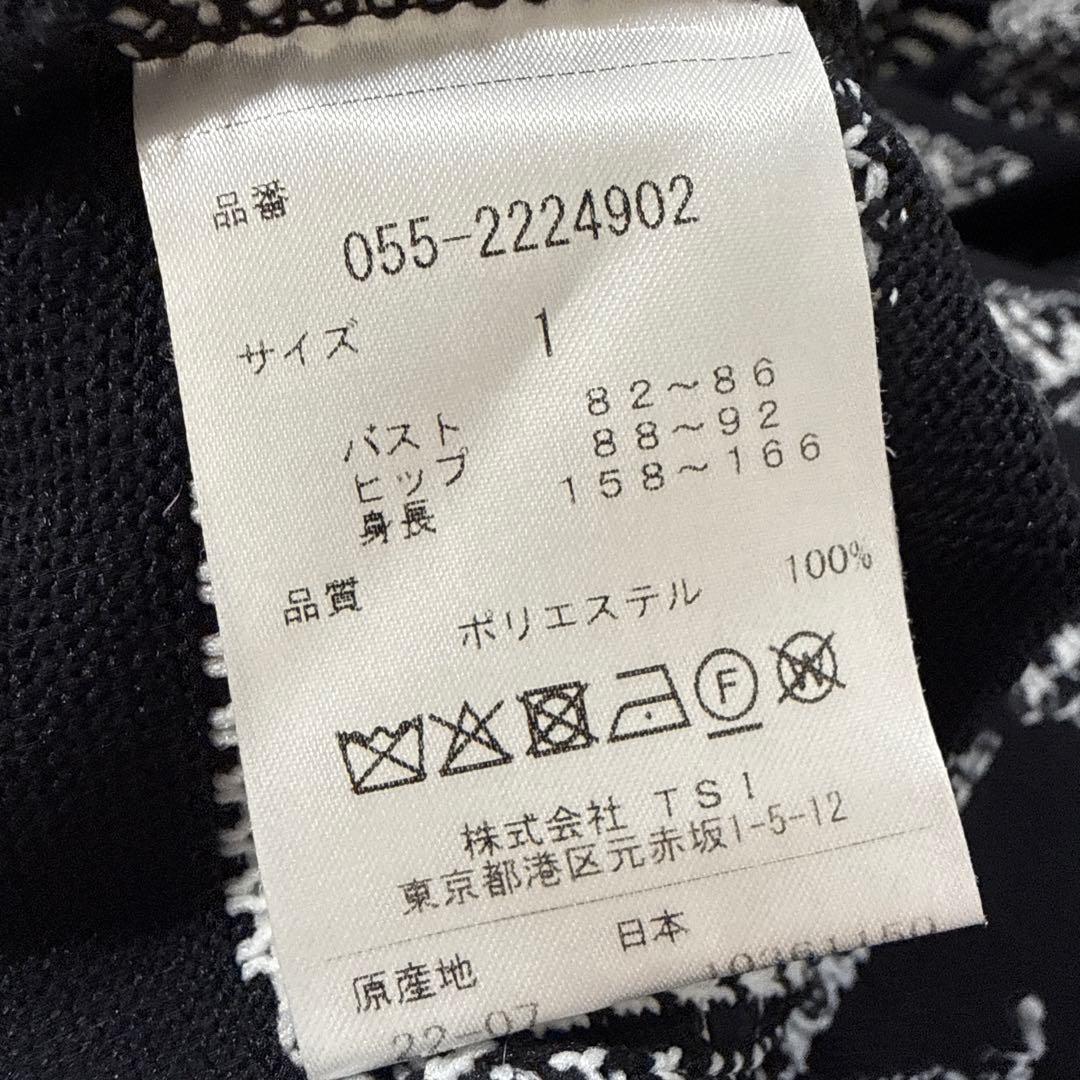 品番
055-2224902
サイズ 1
バスト 82～86
ヒップ 88～92
身長 158～166
品質
ポリエステル 100%
F W
株式会社 TSI
東京都港区元赤坂1-5-12
原産地 日本
22-07